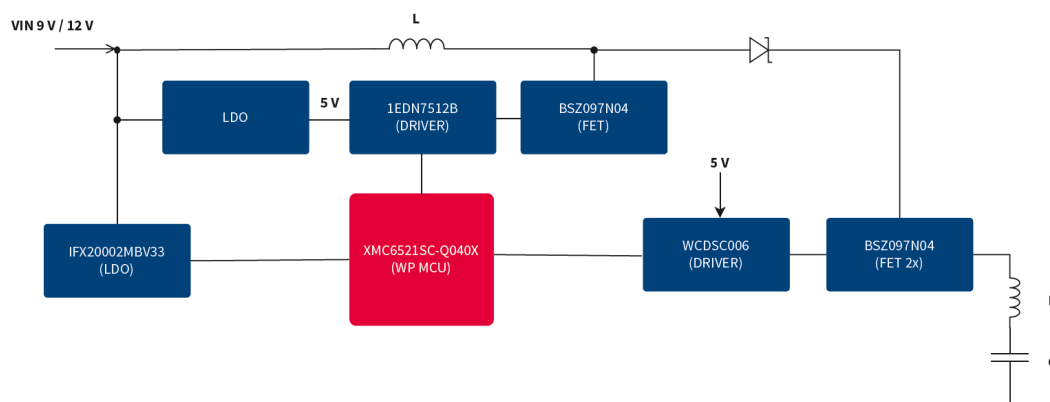 VIN 9 V / 12 V
L
LDO
5 V
1EDN7512B
(DRIVER)
BSZ097N04
(FET)
5 V
IFX20002MBV33
(LDO)
XMC6521SC-Q040X
(WP MCU)
WCDSC006
(DRIVER)
BSZ097N04
(FET 2x)